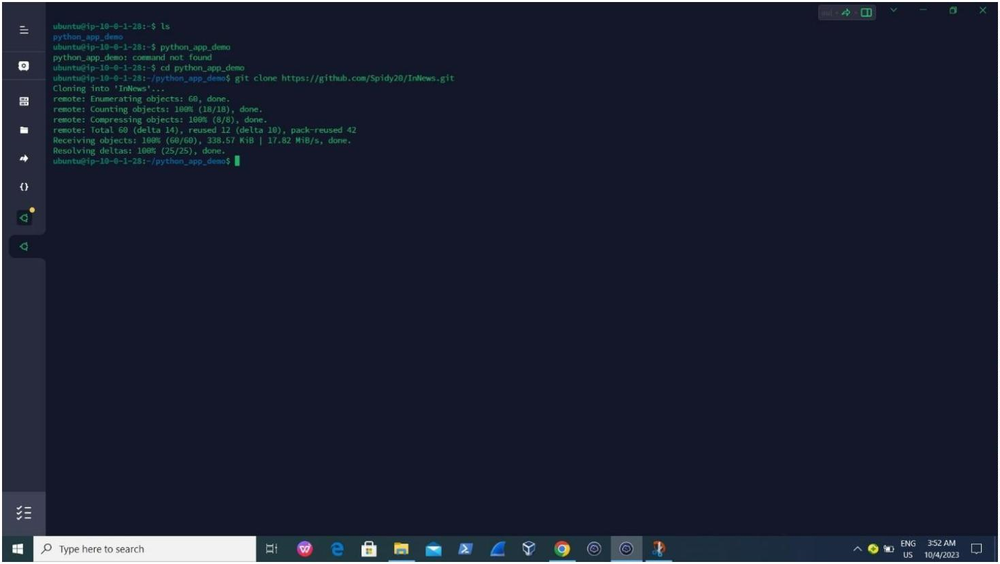 ubuntu@ip-10-0-1-28:~$ ls
python_app_demo
ubuntu@ip-10-0-1-28:~$ python_app_demo
python_app_demo: command not found
ubuntu@ip-10-0-1-28:~$ cd python_app_demo
ubuntu@ip-10-0-1-28:~/python_app_demo$ git clone https://github.com/Spidy20/InNews.git
Cloning into 'InNews'...
remote: Enumerating objects: 60, done.
remote: Counting objects: 100% (18/18), done.
remote: Compressing objects: 100% (8/8), done.
remote: Total 60 (delta 14), reused 12 (delta 10), pack-reused 42
Receiving objects: 100% (60/60), 338.57 KiB | 17.82 MiB/s, done.
Resolving deltas: 100% (25/25), done.
ubuntu@ip-10-0-1-28:~/python_app_demo$
Type here to search
ENG
US
3:52 AM
10/4/2023